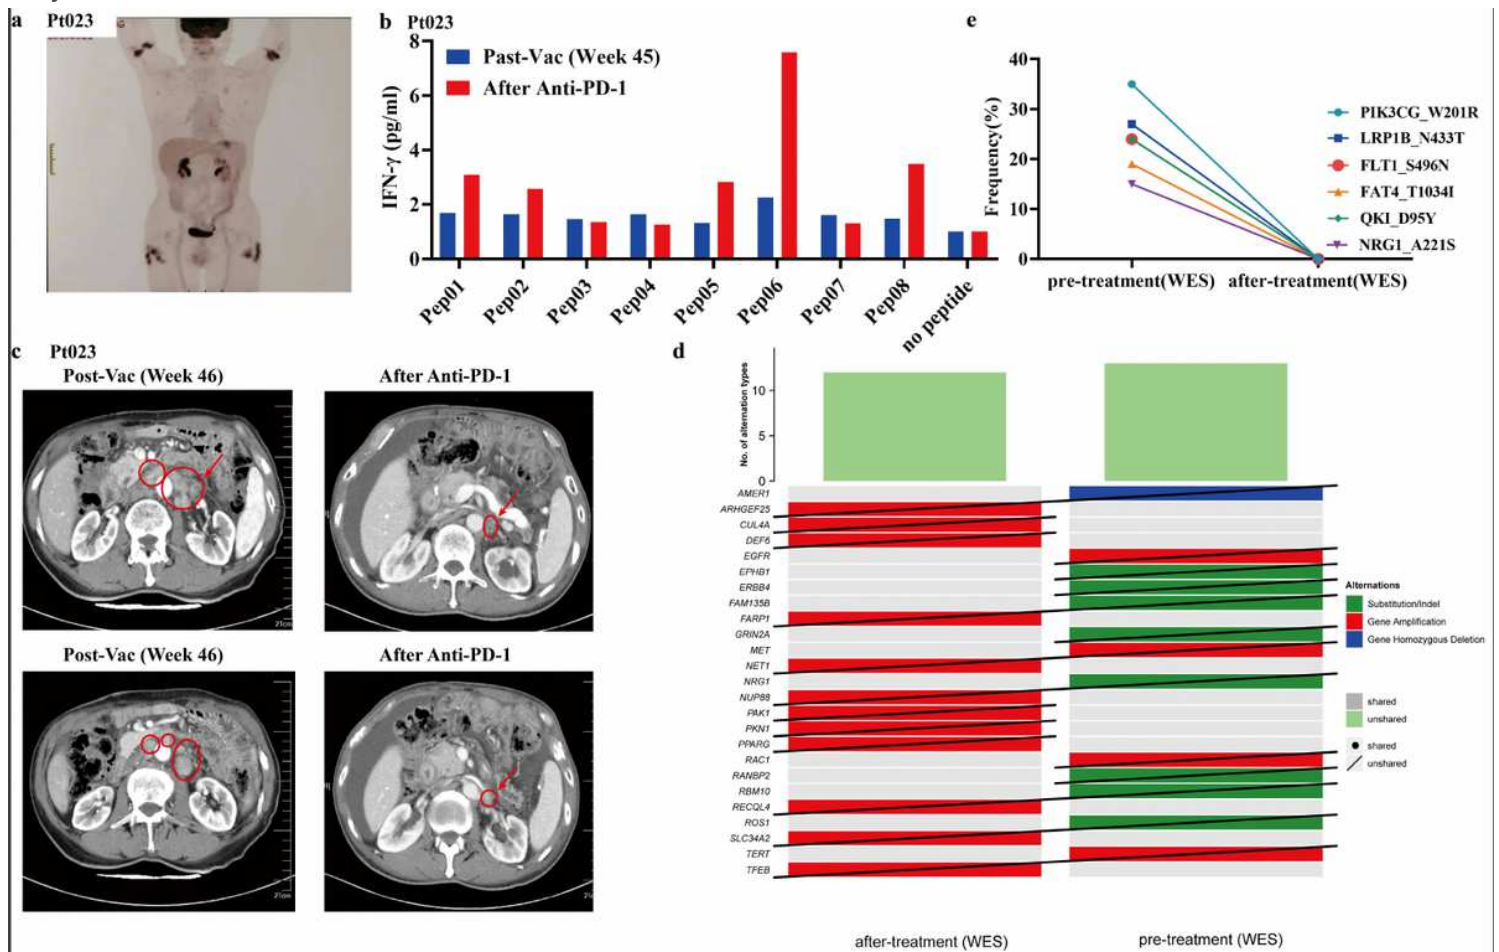 a Pt023
b Pt023
8
6
4
2
0
IFN-γ (pg/ml)
Past-Vac (Week 45)
After Anti-PD-1
Pep01
Pep02
Pep03
Pep04
Pep05
Pep06
Pep07
Pep08
no peptide
e
40
30
20
10
0
Frequency(%)
pre-treatment(WES)
after-treatment(WES)
PIK3CG_W201R
LRP1B_N433T
FLT1_S496N
FAT4_T1034I
QKI_D95Y
NRG1_A221S
c Pt023
Post-Vac (Week 46)
After Anti-PD-1
21cm
Post-Vac (Week 46)
After Anti-PD-1
21cm
d
No. of alternation types
10
5
0
AMER1
ARHGEF25
CUL4A
DEF6
EGFR
EPHB1
ERBB4
FAM135B
FARP1
GRIN2A
MET
NET1
NRG1
NUP88
PAK1
PKN1
PPARG
RAC1
RANBP2
RBM10
RECQL4
ROS1
SLC34A2
TERT
TFEB
after-treatment (WES)
pre-treatment (WES)
Alternations
Substitution/Indel
Gene Amplification
Gene Homozygous Deletion
shared
unshared
shared
unshared